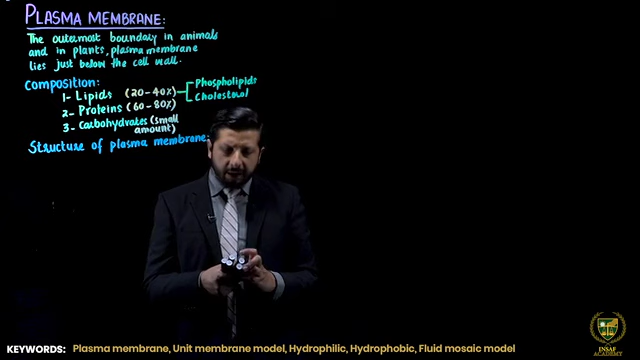 PLASMA MEMBRANE:
The outermost boundary in animals
and in plants, plasma membrane
lies just below the cell wall.
Composition:
1- Lipids (20-40%) Phospholipids
Cholesterol
2- Proteins (60-80%)
3- Carbohydrates (small
amount)
Structure of plasma membrane:
KEYWORDS: Plasma membrane, Unit membrane model, Hydrophilic, Hydrophobic, Fluid mosaic model
INSAF
ACADEMY